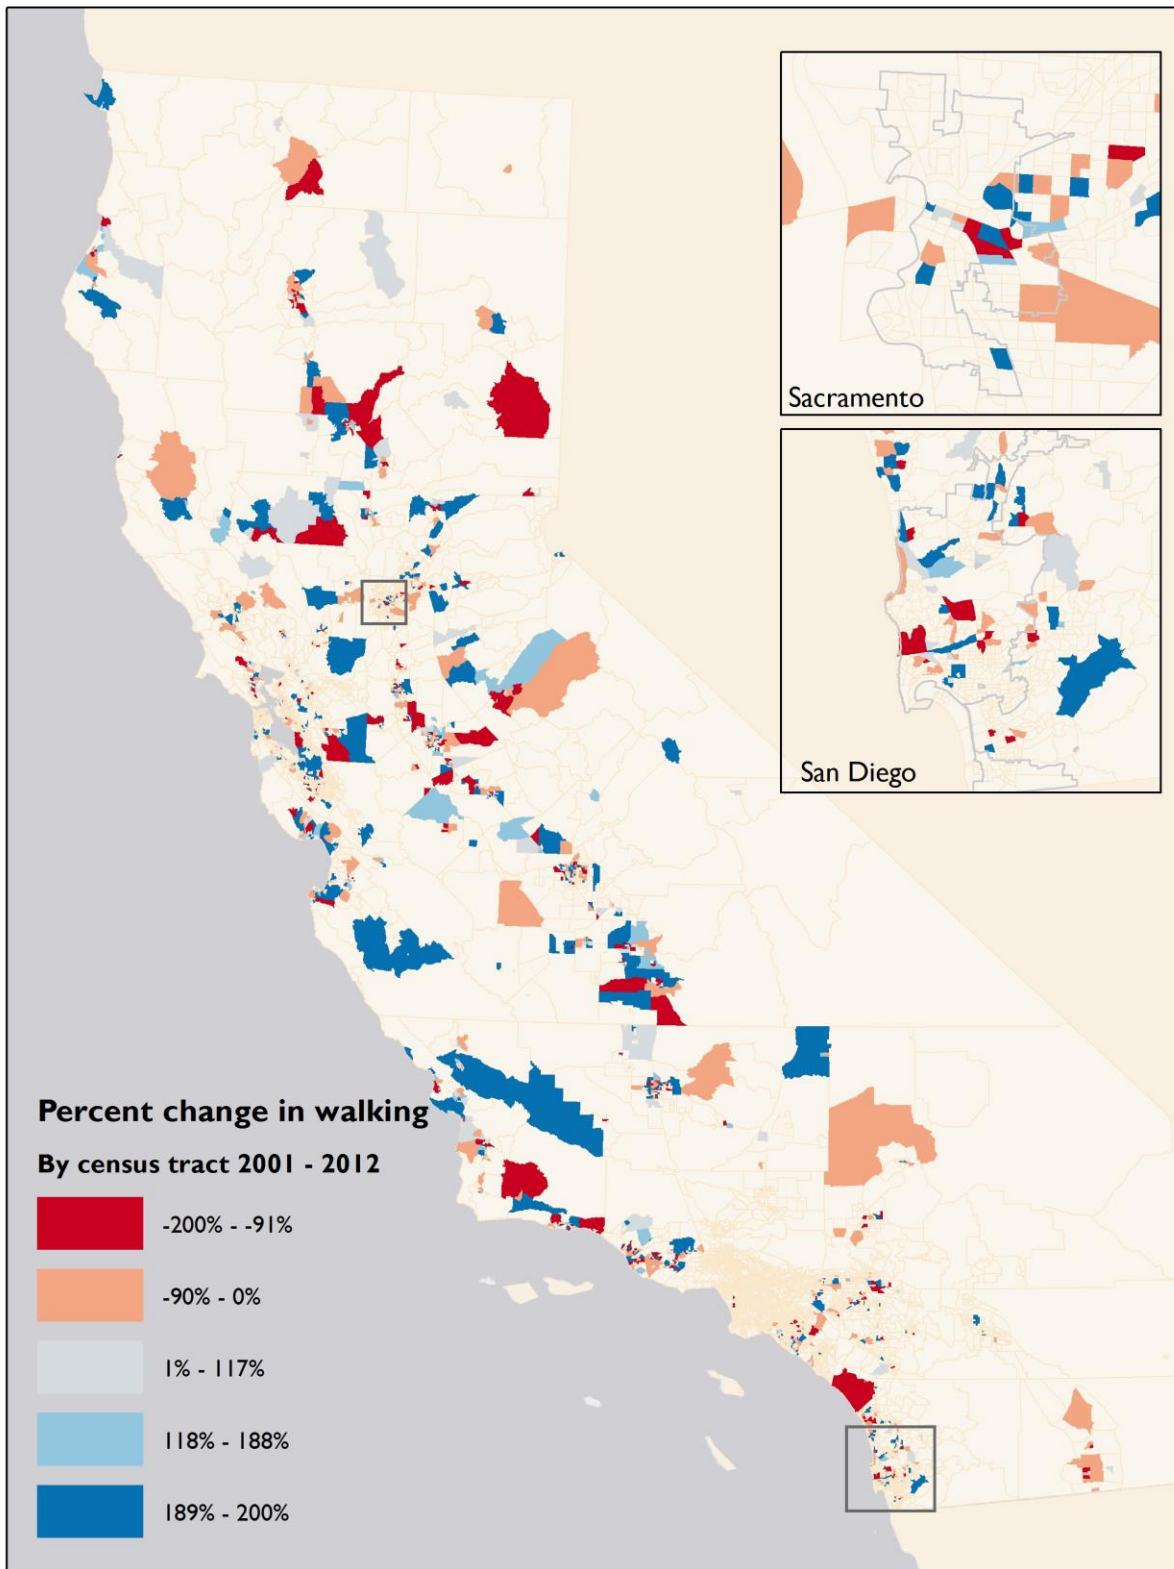 Sacramento
San Diego
Percent change in walking
By census tract 2001 - 2012
-200% - -91%
-90% - 0%
1% - 117%
118% - 188%
189% - 200%